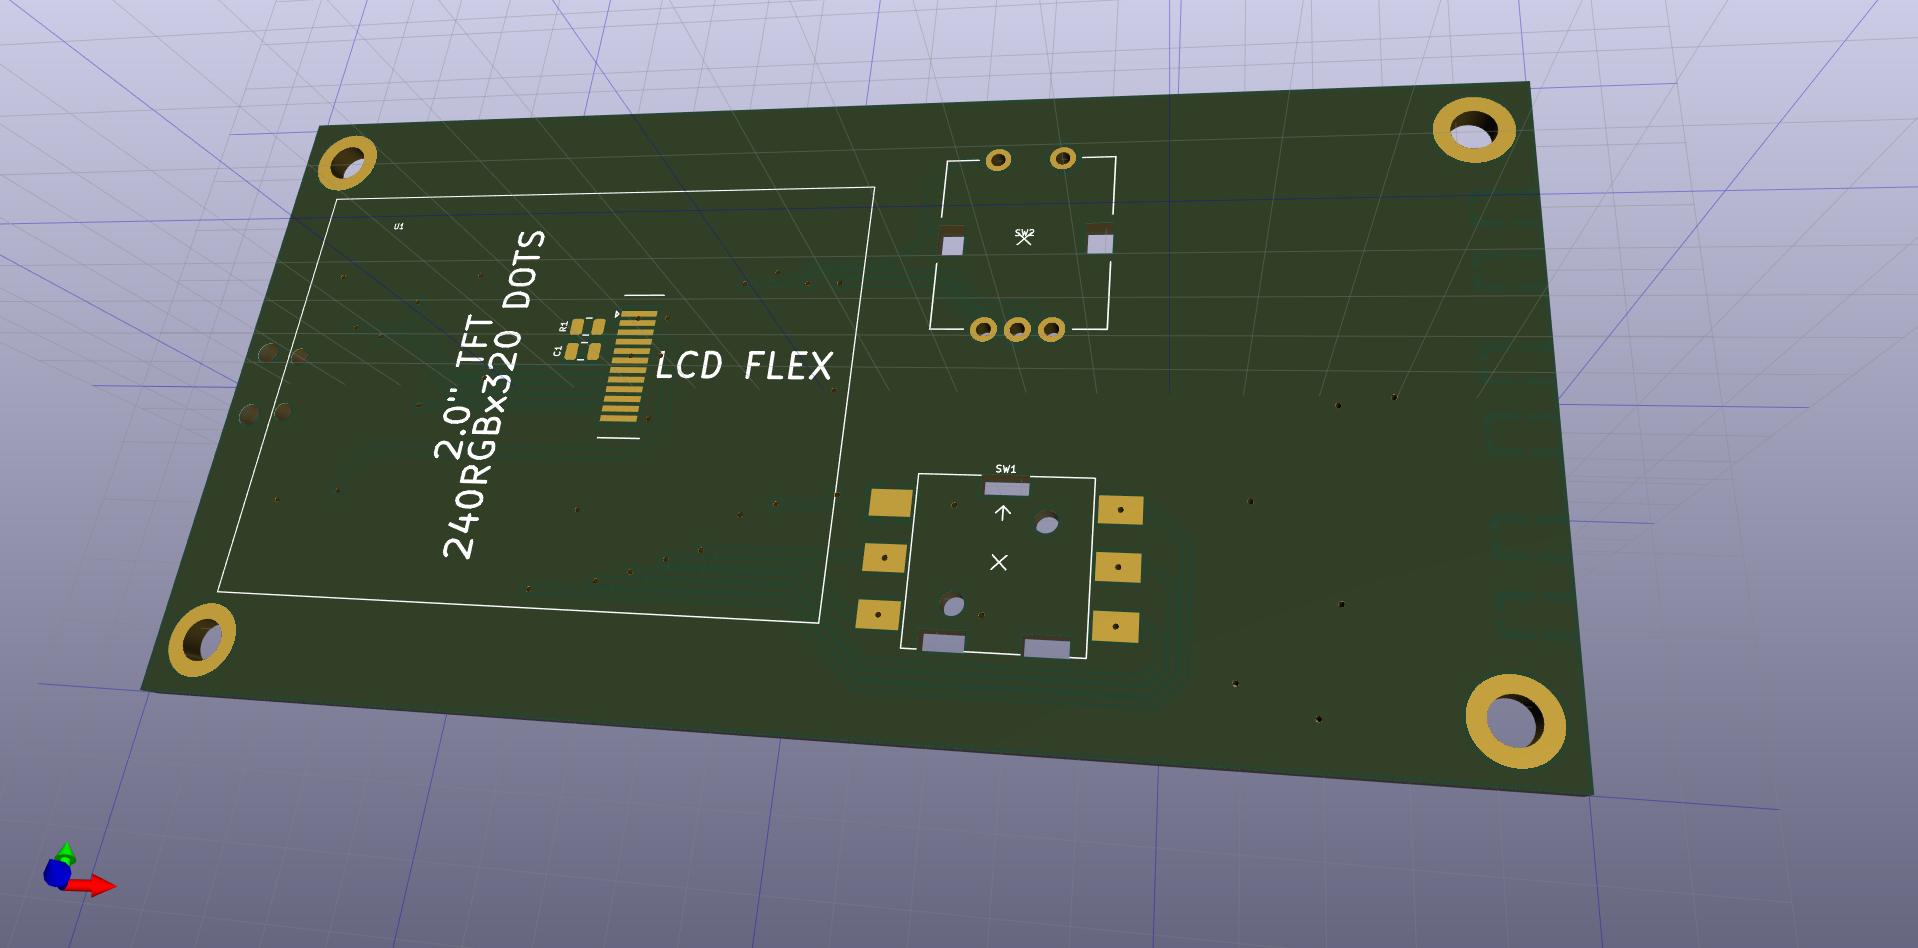 U1
2.0'' TFT
240RGBx320 DOTS
R1
C1
LCD FLEX
SW2
SW1